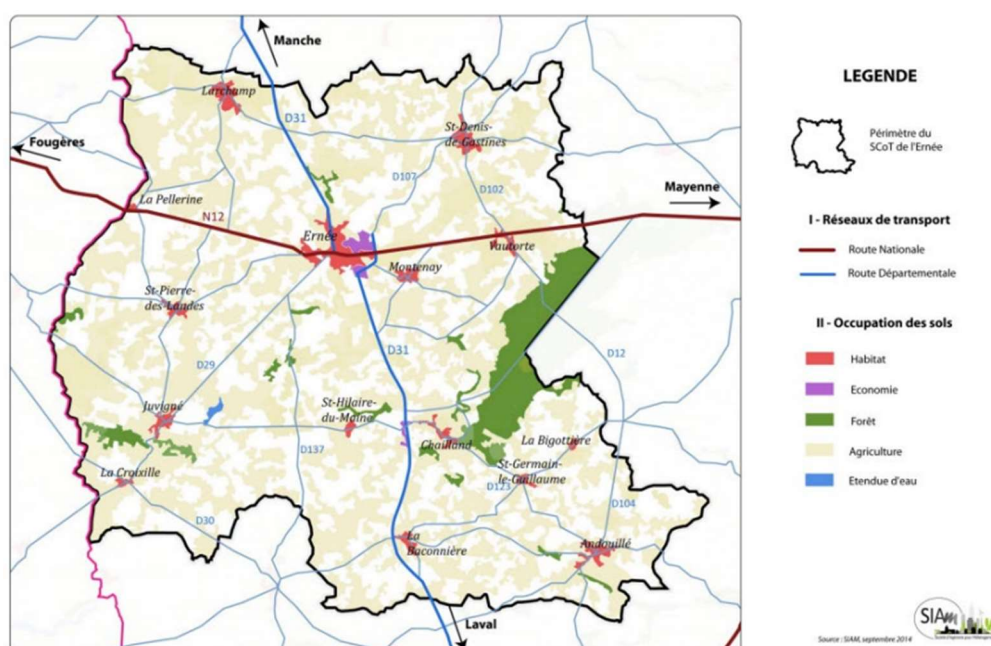 Manche
Larchamp
D31
St-Denis-
de-Gastines
Fougères
D107
D102
Mayenne
La Pellerine
N12
Ernée
Vautorte
Montenay
St-Pierre-
des-Landes
D31
D29
D12
Juvigné
St-Hilaire-
du-Maine
Chailland
La Bigottière
D137
La Croixille
St-Germain-
le-Guillaume
D123
D104
D30
La
Baconnière
Andouillé
Laval
LEGENDE
Périmètre du
SCoT de l'Ernée
I - Réseaux de transport
Route Nationale
Route Départementale
II - Occupation des sols
Habitat
Economie
Forêt
Agriculture
Etendue d'eau
SIAM
Source : SIAM, septembre 2014